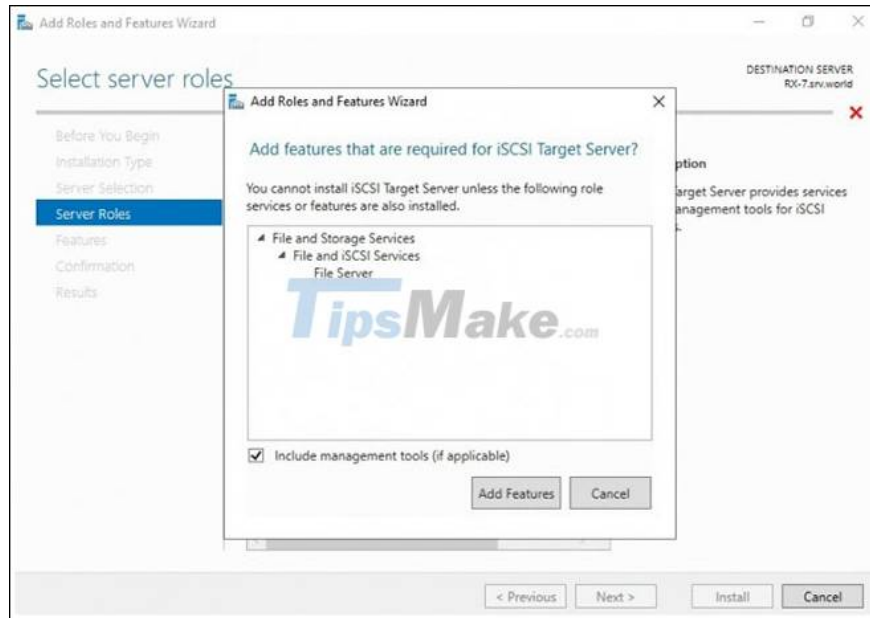 Add Roles and Features Wizard
Select server roles
DESTINATION SERVER
RX-7.srv.world
Before You Begin
Installation Type
Server Selection
Server Roles
Features
Confirmation
Results
Add Roles and Features Wizard
Add features that are required for iSCSI Target Server?
You cannot install iSCSI Target Server unless the following role
services or features are also installed.
File and Storage Services
File and iSCSI Services
File Server
TipsMake.com
Include management tools (if applicable)
Add Features
Cancel
ption
arget Server provides services
anagement tools for iSCSI
< Previous
Next >
Install
Cancel